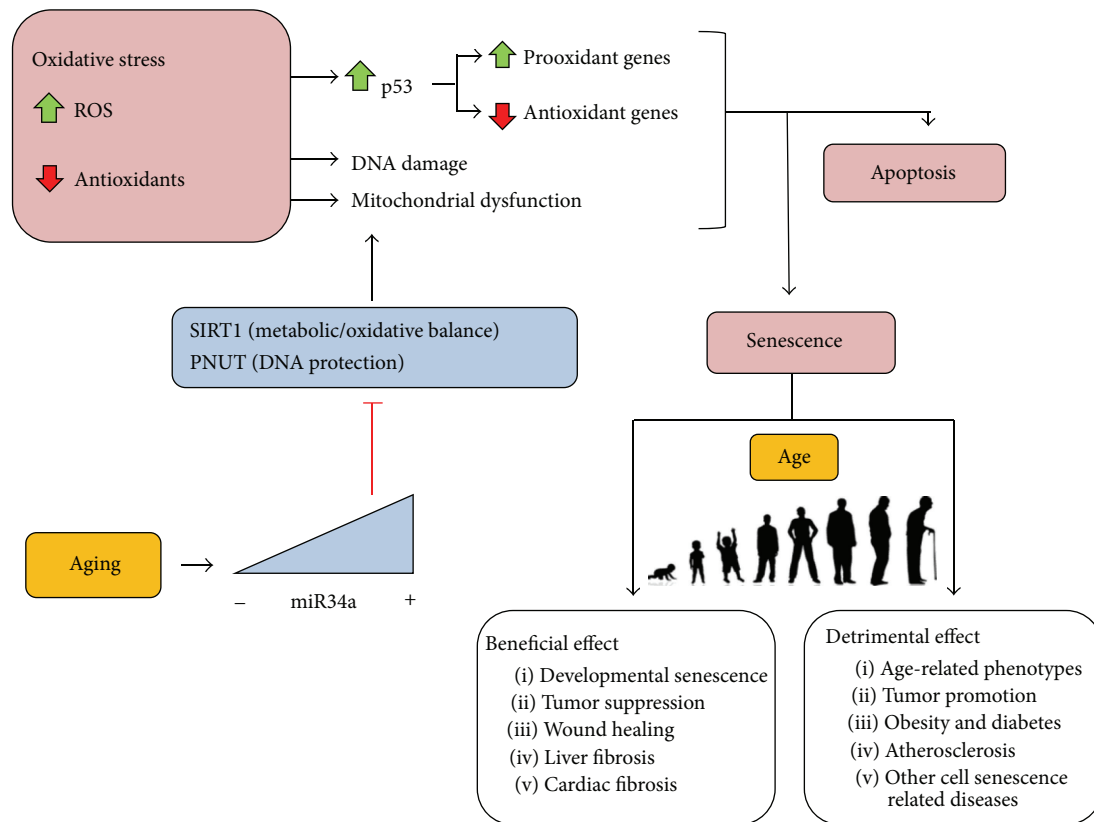 Oxidative stress
ROS
Antioxidants
p53
Prooxidant genes
Antioxidant genes
DNA damage
Mitochondrial dysfunction
Apoptosis
SIRT1 (metabolic/oxidative balance)
PNUT (DNA protection)
Senescence
Age
Aging
– miR34a +
Beneficial effect
(i) Developmental senescence
(ii) Tumor suppression
(iii) Wound healing
(iv) Liver fibrosis
(v) Cardiac fibrosis
Detrimental effect
(i) Age-related phenotypes
(ii) Tumor promotion
(iii) Obesity and diabetes
(iv) Atherosclerosis
(v) Other cell senescence
related diseases